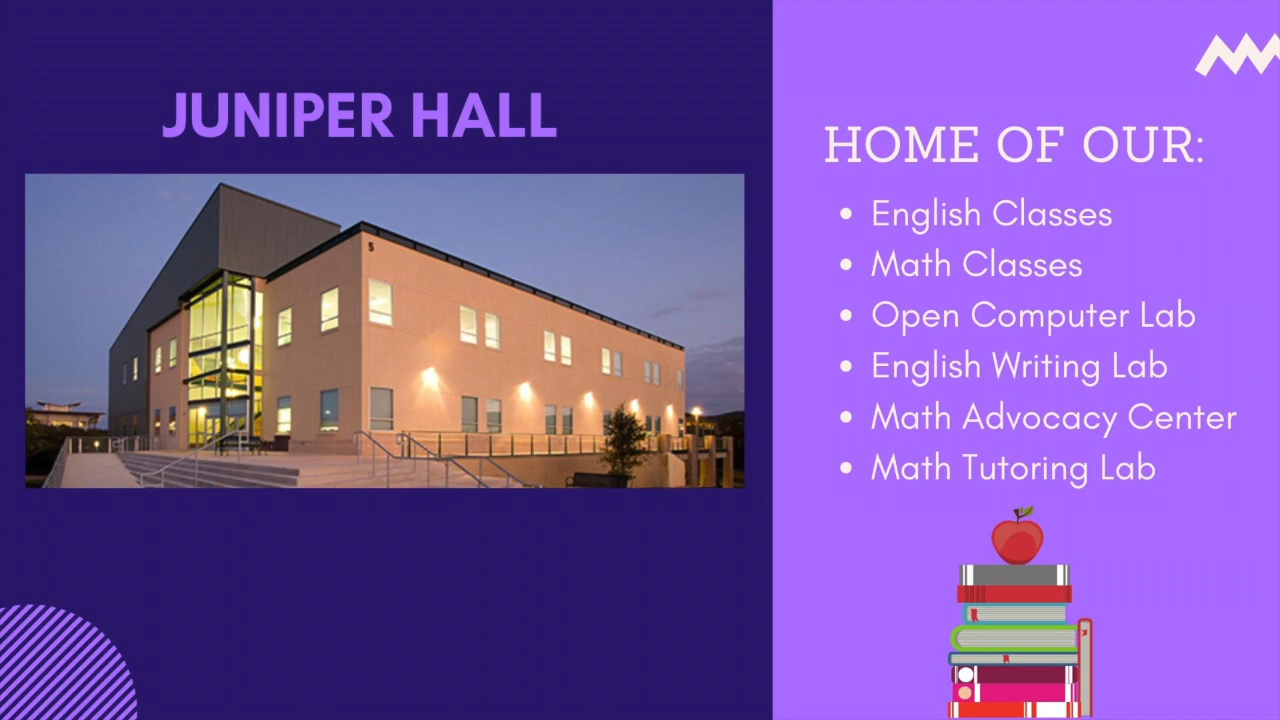 JUNIPER HALL
5
HOME OF OUR:
• English Classes
• Math Classes
• Open Computer Lab
• English Writing Lab
• Math Advocacy Center
• Math Tutoring Lab